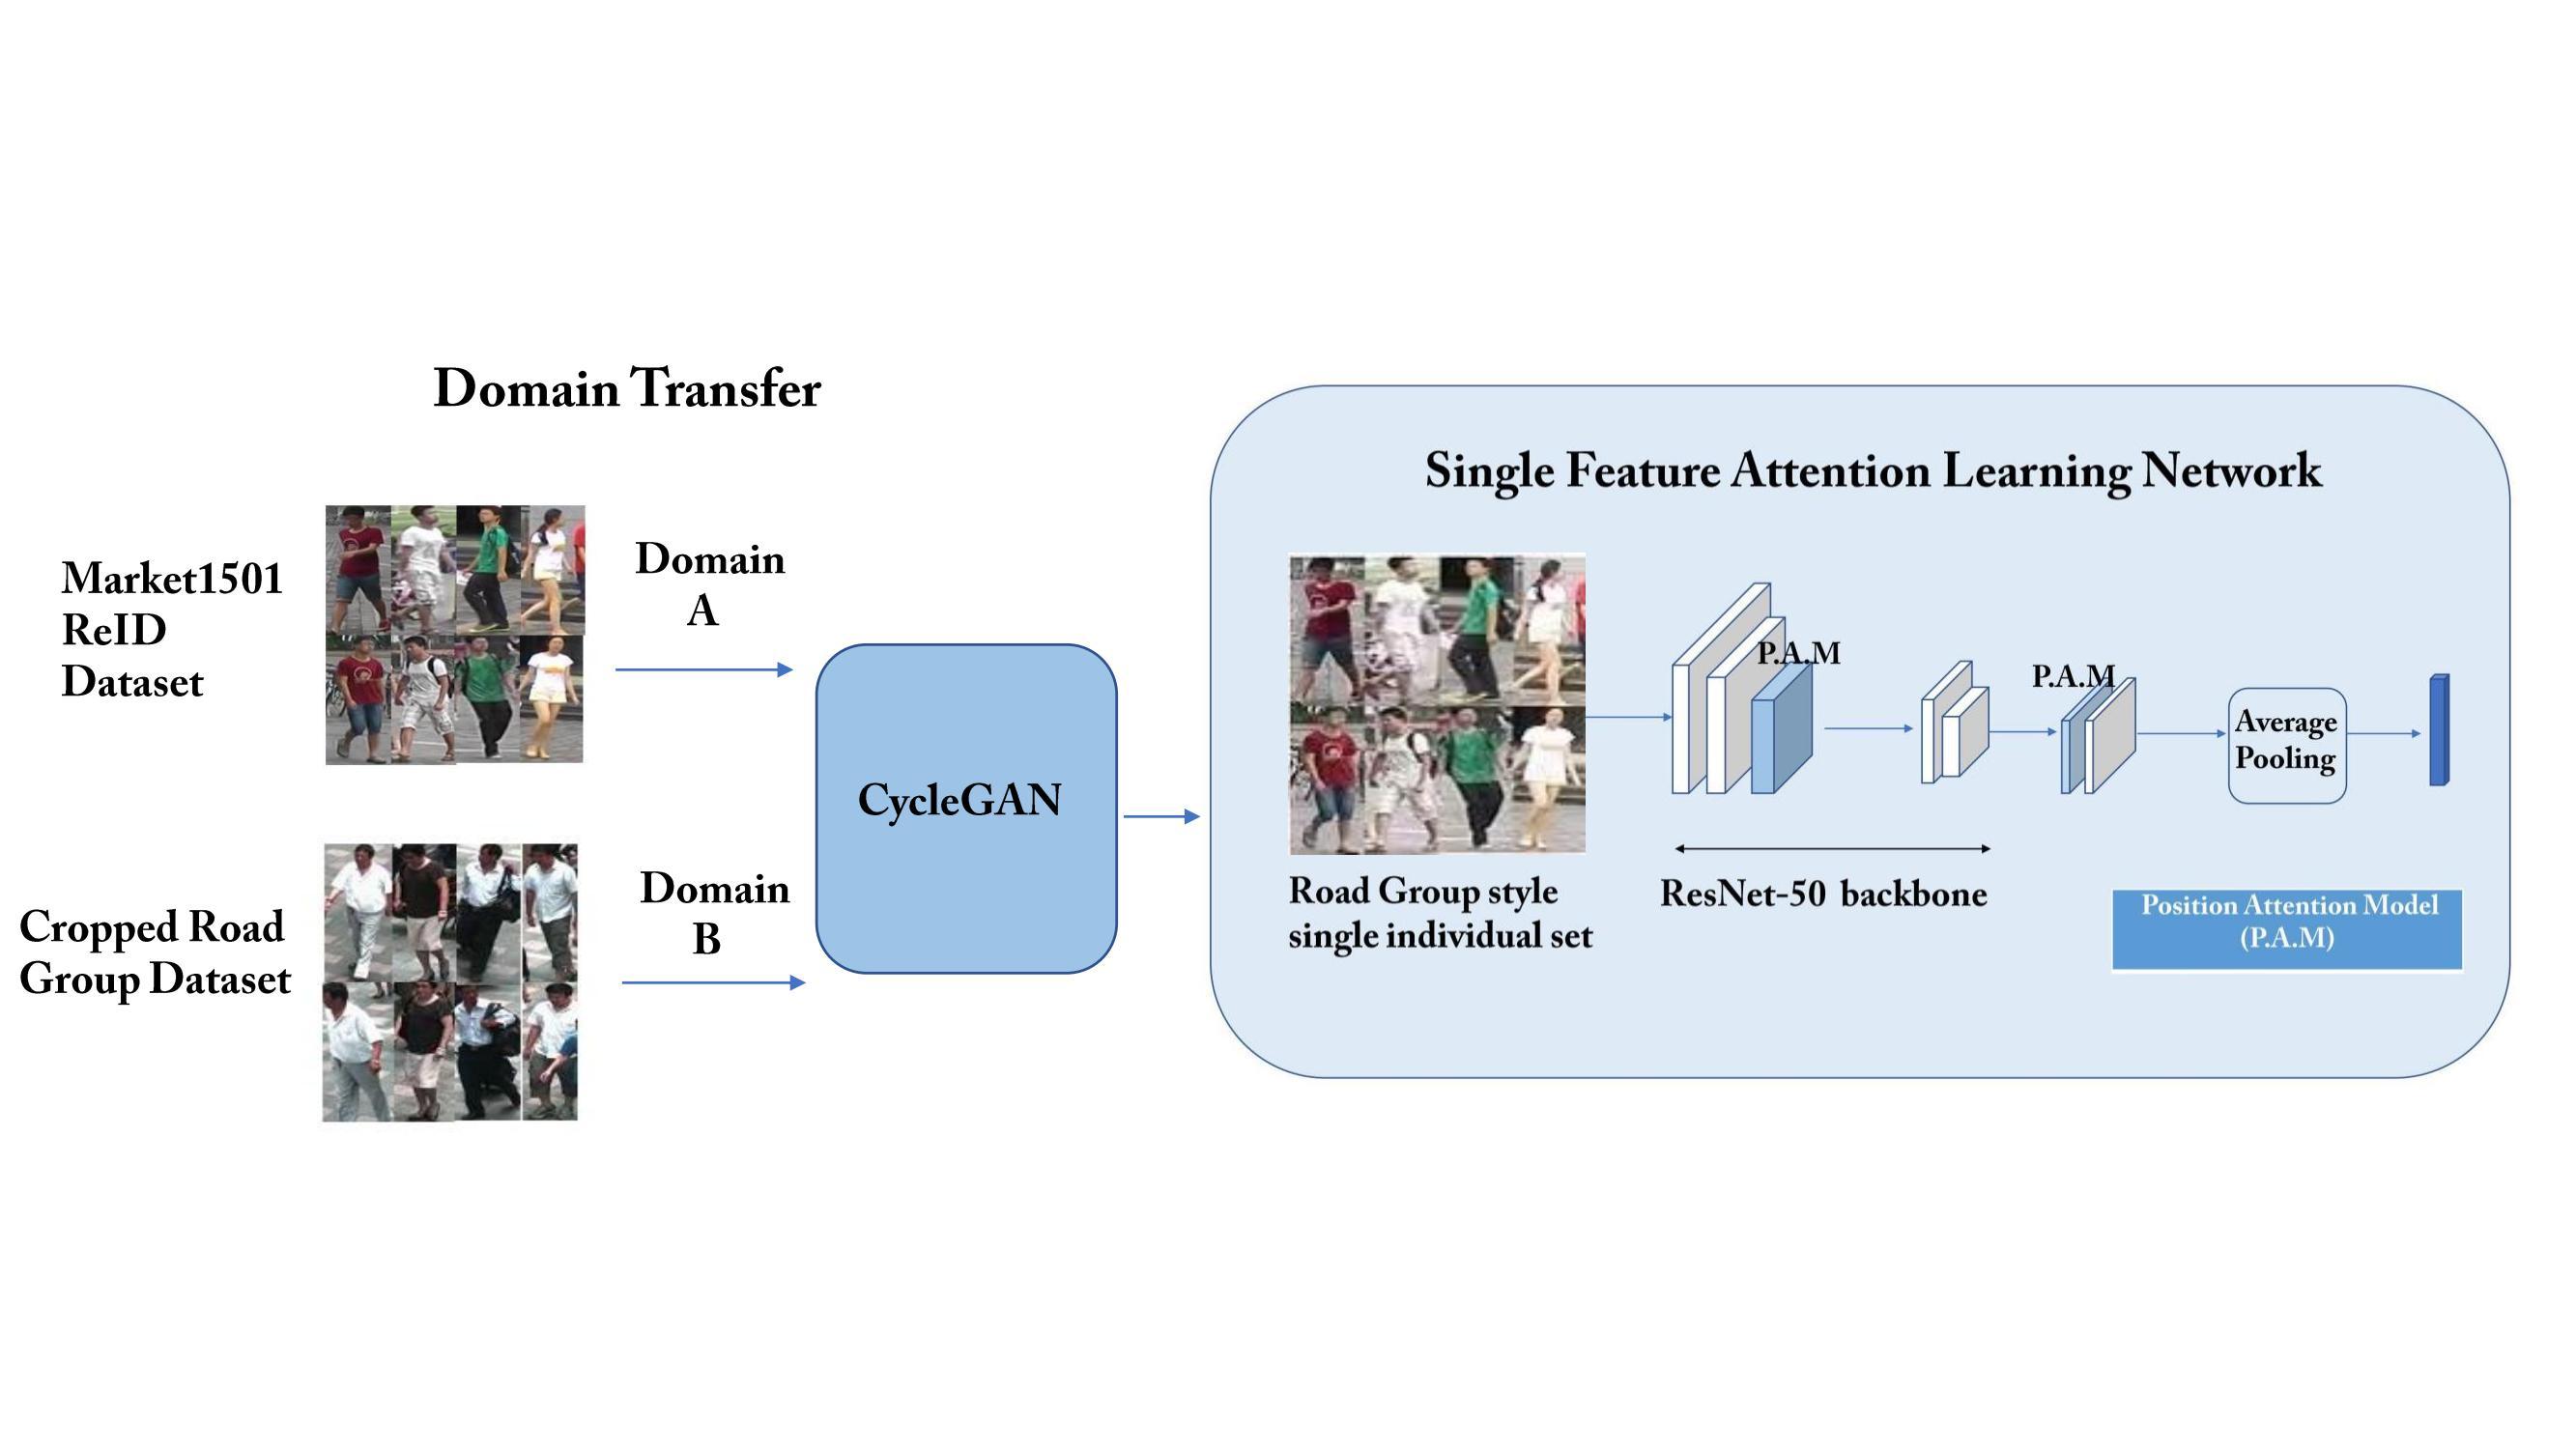 Domain Transfer
Market1501
ReID
Dataset
Domain
A
Cropped Road
Group Dataset
Domain
B
CycleGAN
Single Feature Attention Learning Network
Road Group style
single individual set
P.A.M
ResNet-50 backbone
P.A.M
Average
Pooling
Position Attention Model
(P.A.M)